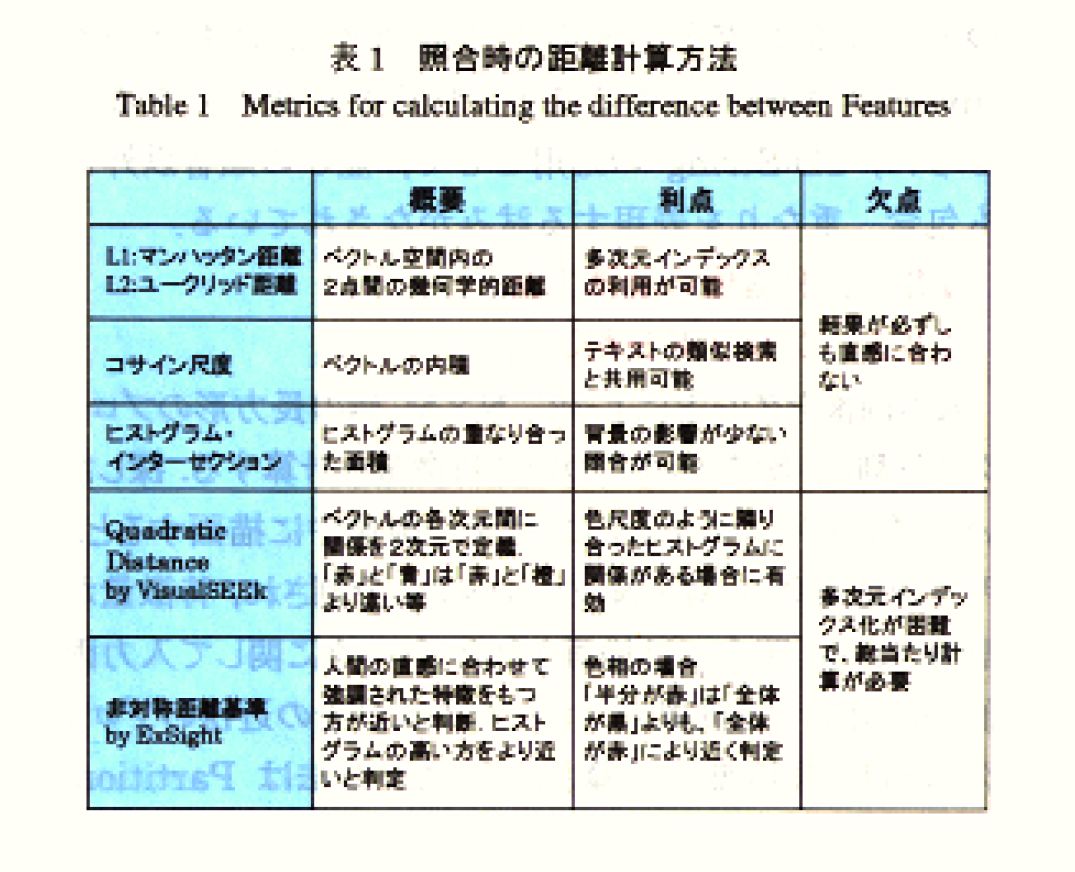 表1 照合時の距離計算方法
Table 1 Metrics for calculating the difference between Features
概要 利点 欠点
L1:マンハッタン距離
L2:ユークリッド距離
ベクトル空間内の
2点間の幾何学的距離
多次元インデックス
の利用が可能
結果が必ずし
も直感に合わ
ない
コサイン尺度
ベクトルの内積
テキストの類似検索
と共用可能
ヒストグラム・
インターセクション
ヒストグラムの重なり合っ
た面積
背景の影響が少ない
照合が可能
Quadratic
Distance
by VisualSEEk
ベクトルの各次元間に
関係を2次元で定義.
「赤」と「青」は「赤」と「橙」
より遠い等
色尺度のように隣り
合ったヒストグラムに
関係がある場合に有
効
多次元インデッ
クス化が困難
で、総当たり計
算が必要
非対称距離基準
by ExSight
人間の直感に合わせて
強調された特徴をもつ
方が近いと判断.ヒスト
グラムの高い方をより近
いと判定
色相の場合.
「半分が赤」は「全体
が黒」よりも、「全体
が赤」により近く判定